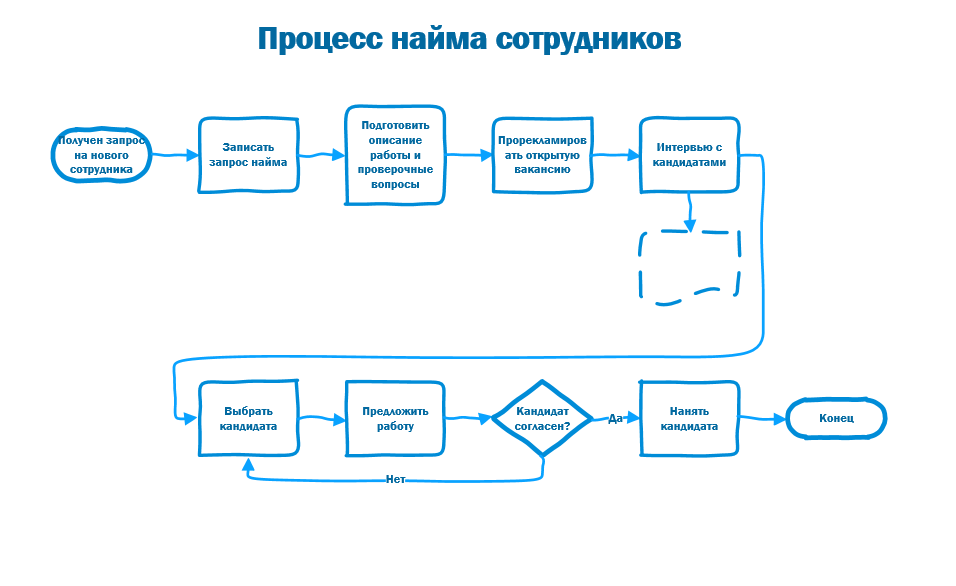 Процесс найма сотрудников
Получен запрос
на нового
сотрудника
Записать
запрос найма
Подготовить
описание
работы и
проверочные
вопросы
Прорекламиров
ать открытую
вакансию
Интервью с
кандидатами
Выбрать
кандидата
Предложить
работу
Кандидат
согласен?
Да
Нанять
кандидата
Конец
Нет